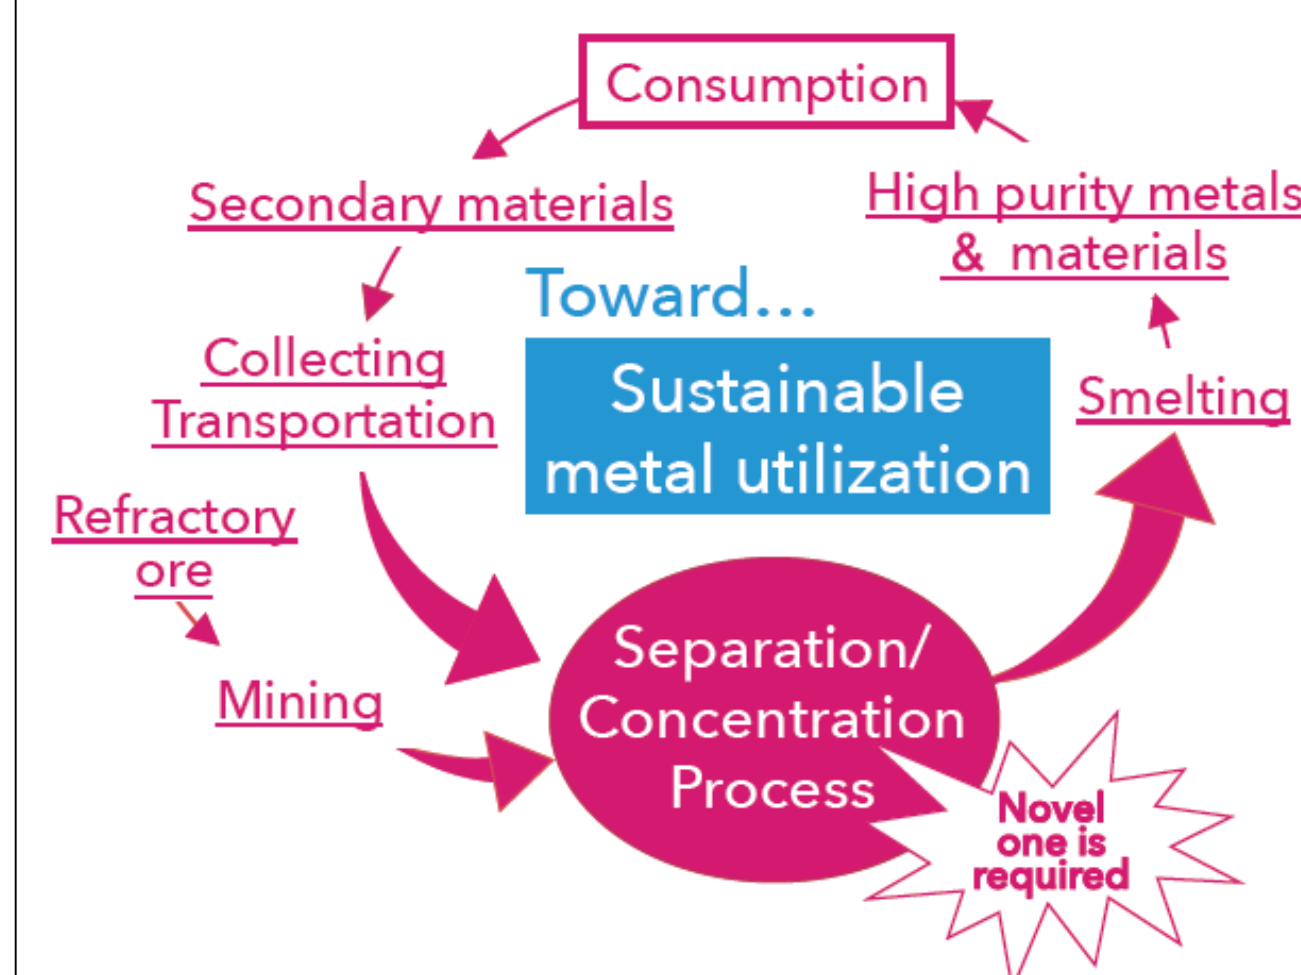 Consumption
Secondary materials
High purity metals
& materials
Toward...
Collecting
Transportation
Sustainable
metal utilization
Smelting
Refractory
ore
Mining
Separation/
Concentration
Process
Novel
one is
required